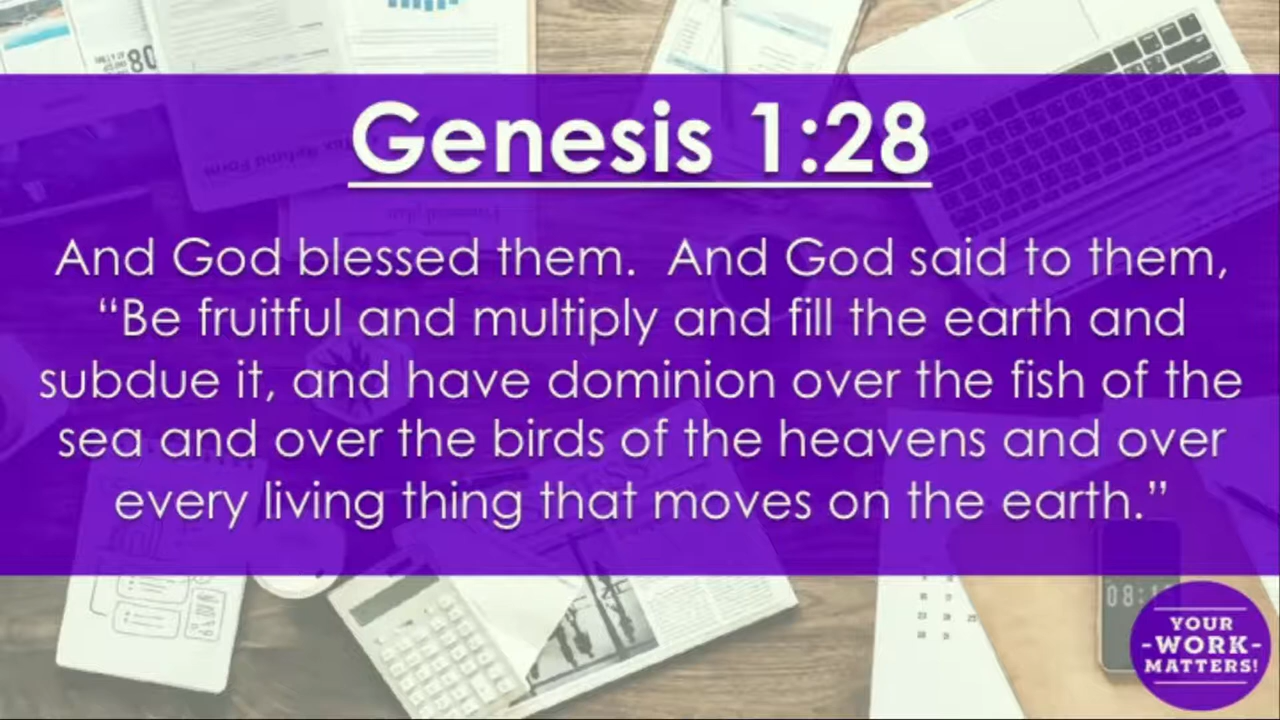 Genesis 1:28
And God blessed them. And God said to them,
“Be fruitful and multiply and fill the earth and
subdue it, and have dominion over the fish of the
sea and over the birds of the heavens and over
every living thing that moves on the earth.”
YOUR
-WORK-
MATTERS!